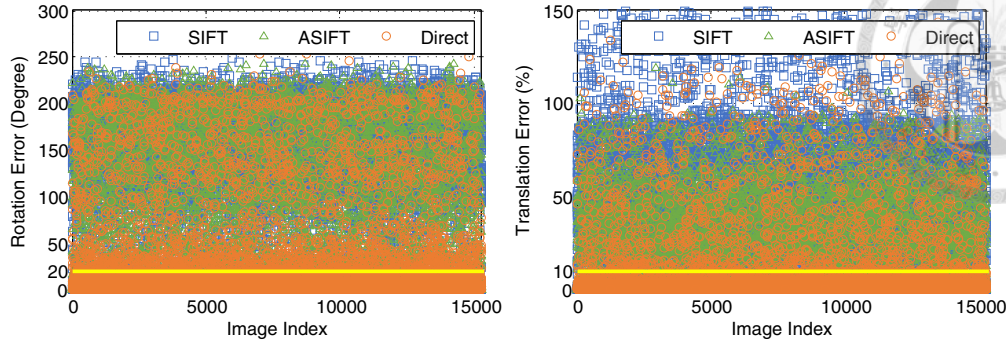 300
250
200
150
100
50
20
0
Rotation Error (Degree)
SIFT ASIFT Direct
0 5000 10000 15000
Image Index
150
100
50
10
0
Translation Error (%)
SIFT ASIFT Direct
0 5000 10000 15000
Image Index